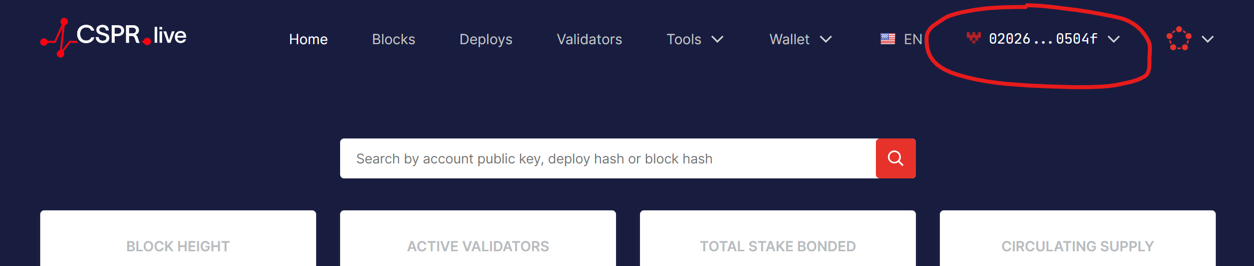 CSPR.live
Home Blocks Deploys Validators Tools Wallet EN 02026...0504f
Search by account public key, deploy hash or block hash
BLOCK HEIGHT ACTIVE VALIDATORS TOTAL STAKE BONDED CIRCULATING SUPPLY